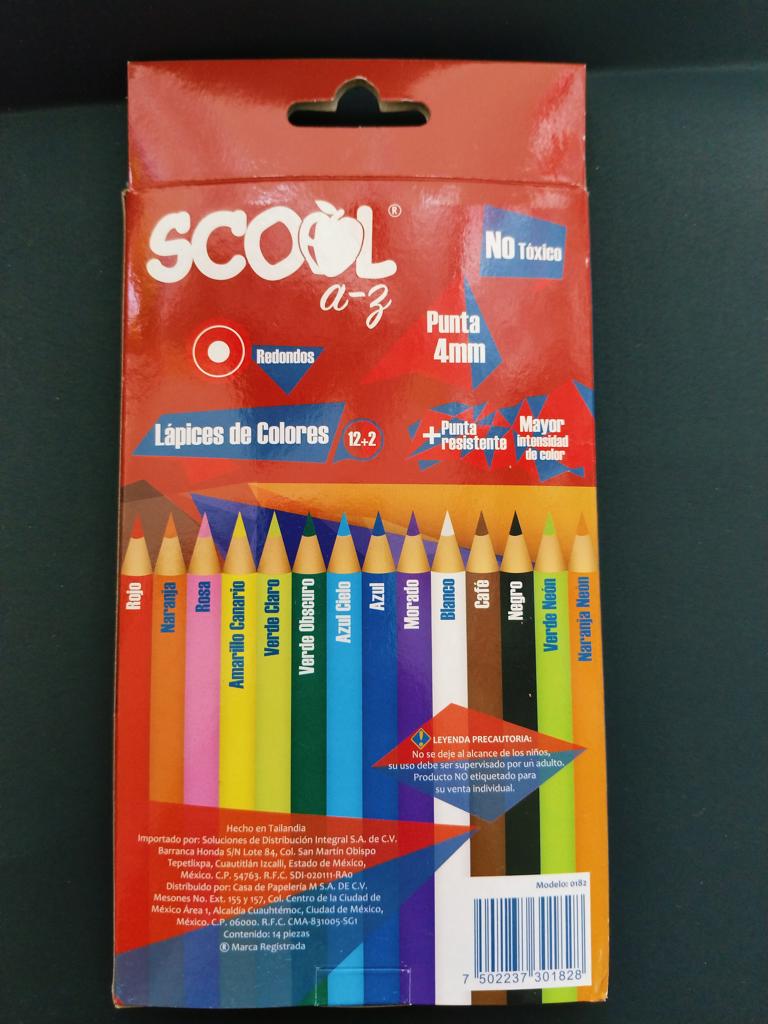 SCOOL®
a-z
No Tóxico
Punta
4mm
Redondos
Lápices de Colores 12+2
+Punta
resistente
Mayor
intensidad
de color
Rojo
Naranja
Rosa
Amarillo Canario
Verde Claro
Verde Obscuro
Azul Cielo
Azul
Morado
Blanco
Café
Negro
Verde Neón
Naranja Neon
LEYENDA PRECAUTORIA:
No se deje al alcance de los niños,
su uso debe ser supervisado por un adulto.
Producto NO etiquetado para
su venta individual.
Hecho en Tailandia
Importado por: Soluciones de Distribución Integral S.A. de C.V.
Barranca Honda S/N Lote 84, Col. San Martín Obispo
Tepetlixpa, Cuautitlán Izcalli, Estado de México,
México. C.P. 54763. R.F.C. SDI-020111-RA0
Distribuido por: Casa de Papelería M S.A. DE C.V.
Mesones No. Ext. 155 y 157, Col. Centro de la Ciudad de
México Área 1, Alcaldía Cuauhtémoc, Ciudad de México,
México. C.P. 06000. R.F.C. CMA-831005-SG1
Contenido: 14 piezas
® Marca Registrada
Modelo: 0182
7 502237 301828